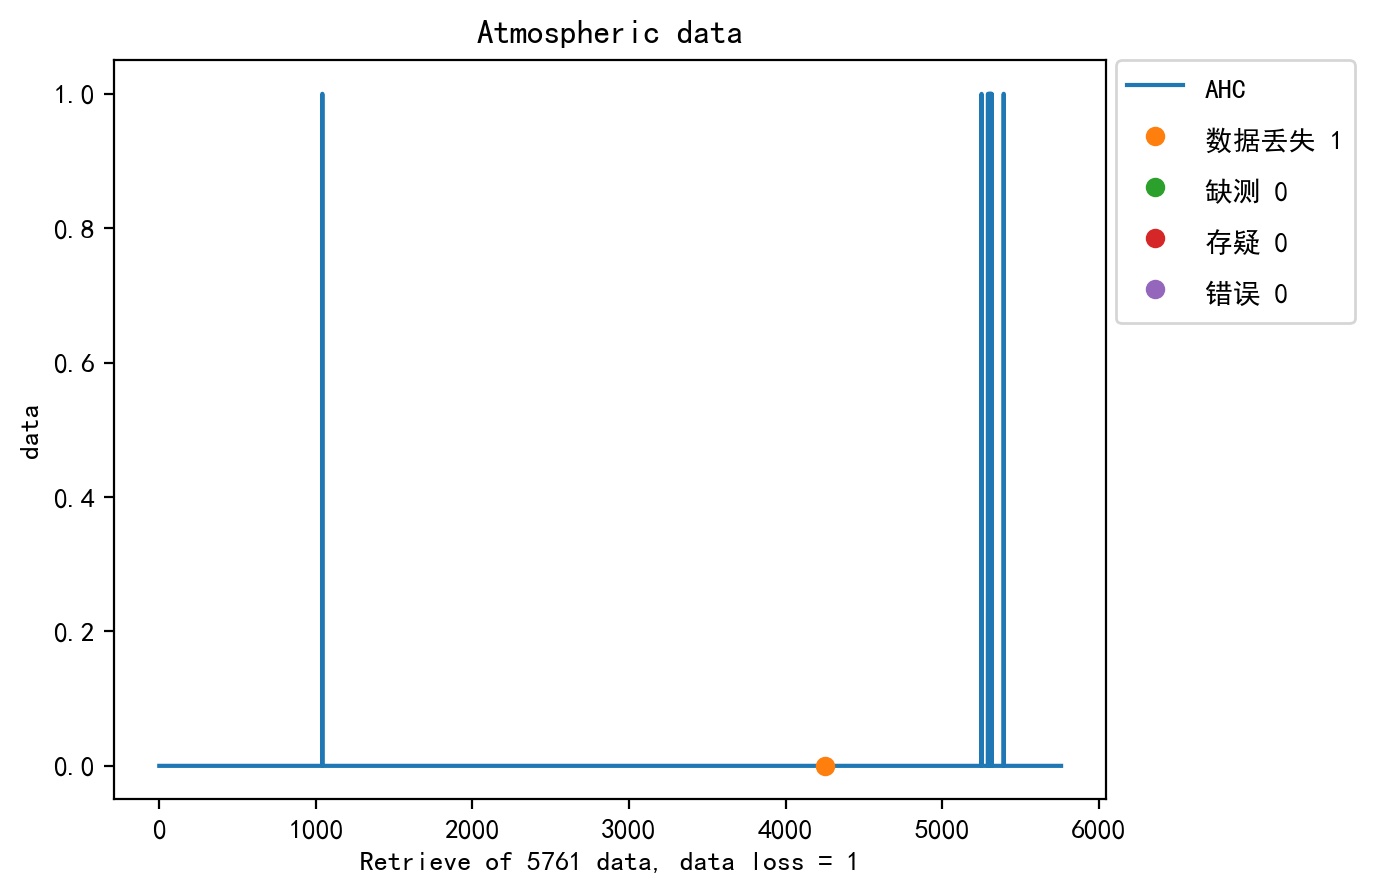 Atmospheric data
1.0
0.8
0.6
0.4
0.2
0.0
data
0 1000 2000 3000 4000 5000 6000
Retrieve of 5761 data, data loss = 1
AHC
数据丢失 1
缺测 0
存疑 0
错误 0